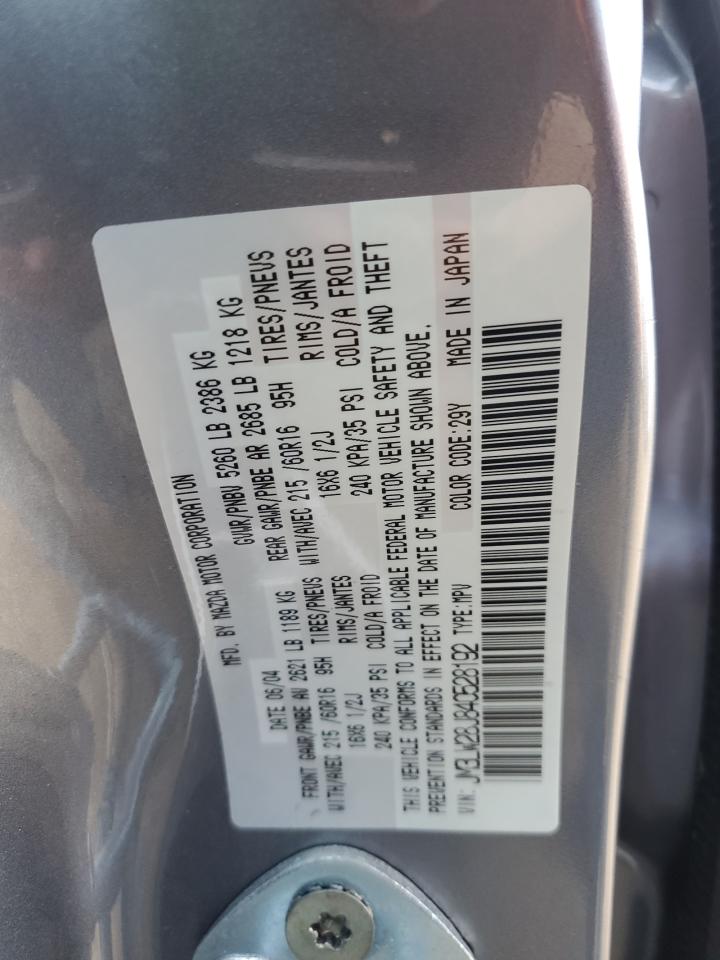 MFD. BY MAZDA MOTOR CORPORATION
DATE 06/04 GVWR/PNBV 5260 LB 2386 KG
FRONT GAWR/PNBE AV 2621 LB 1189 KG REAR GAWR/PNBE AR 2685 LB 1218 KG
WITH/AVEC 215 /60R16 95H TIRES/PNEUS WITH/AVEC 215 /60R16 95H TIRES/PNEUS
16X6 1/2J RIMS/JANTES 16X6 1/2J RIMS/JANTES
240 KPA/35 PSI COLD/A FROID 240 KPA/35 PSI COLD/A FROID
THIS VEHICLE CONFORMS TO ALL APPLICABLE FEDERAL MOTOR VEHICLE SAFETY AND THEFT
PREVENTION STANDARDS IN EFFECT ON THE DATE OF MANUFACTURE SHOWN ABOVE.
VIN: JM3LW28J840528192 TYPE:MPV COLOR CODE:29Y MADE IN JAPAN